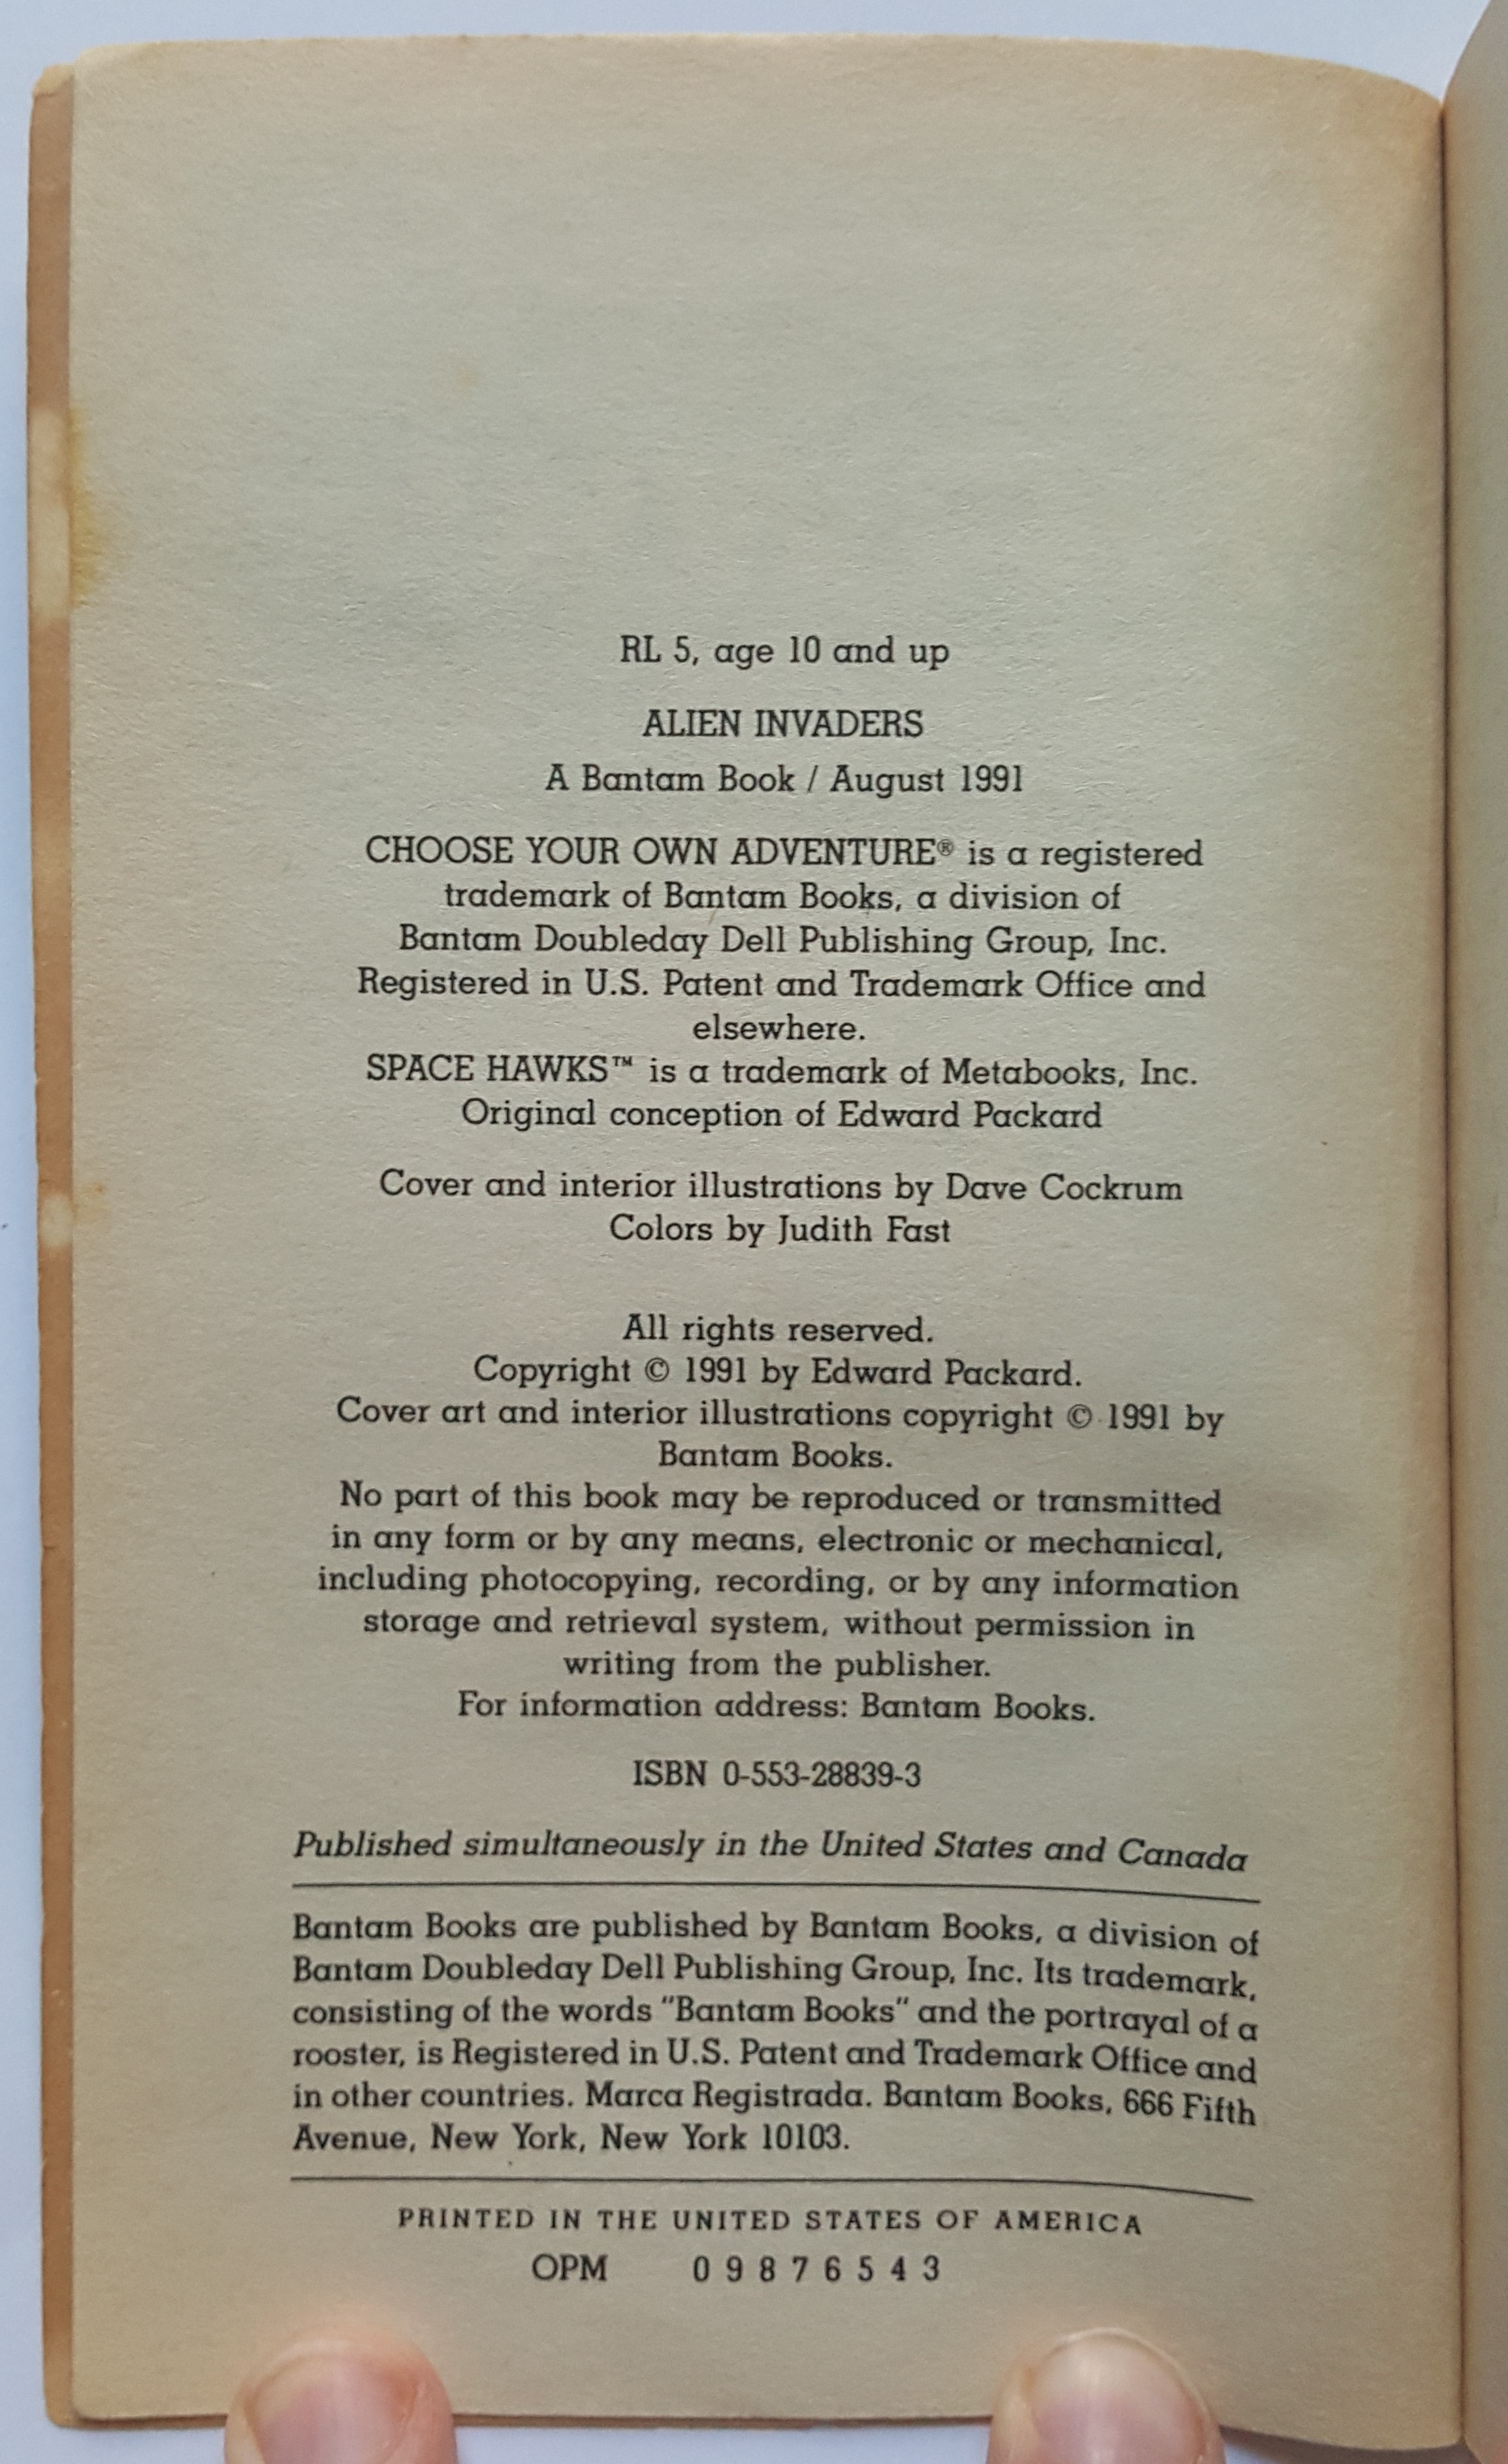 RL 5, age 10 and up
ALIEN INVADERS
A Bantam Book / August 1991
CHOOSE YOUR OWN ADVENTURE® is a registered
trademark of Bantam Books, a division of
Bantam Doubleday Dell Publishing Group, Inc.
Registered in U.S. Patent and Trademark Office and
elsewhere.
SPACE HAWKS™ is a trademark of Metabooks, Inc.
Original conception of Edward Packard
Cover and interior illustrations by Dave Cockrum
Colors by Judith Fast
All rights reserved.
Copyright © 1991 by Edward Packard.
Cover art and interior illustrations copyright © 1991 by
Bantam Books.
No part of this book may be reproduced or transmitted
in any form or by any means, electronic or mechanical,
including photocopying, recording, or by any information
storage and retrieval system, without permission in
writing from the publisher.
For information address: Bantam Books.
ISBN 0-553-28839-3
Published simultaneously in the United States and Canada
Bantam Books are published by Bantam Books, a division of
Bantam Doubleday Dell Publishing Group, Inc. Its trademark,
consisting of the words "Bantam Books" and the portrayal of a
rooster, is Registered in U.S. Patent and Trademark Office and
in other countries. Marca Registrada. Bantam Books, 666 Fifth
Avenue, New York, New York 10103.
PRINTED IN THE UNITED STATES OF AMERICA
OPM 0 9 8 7 6 5 4 3